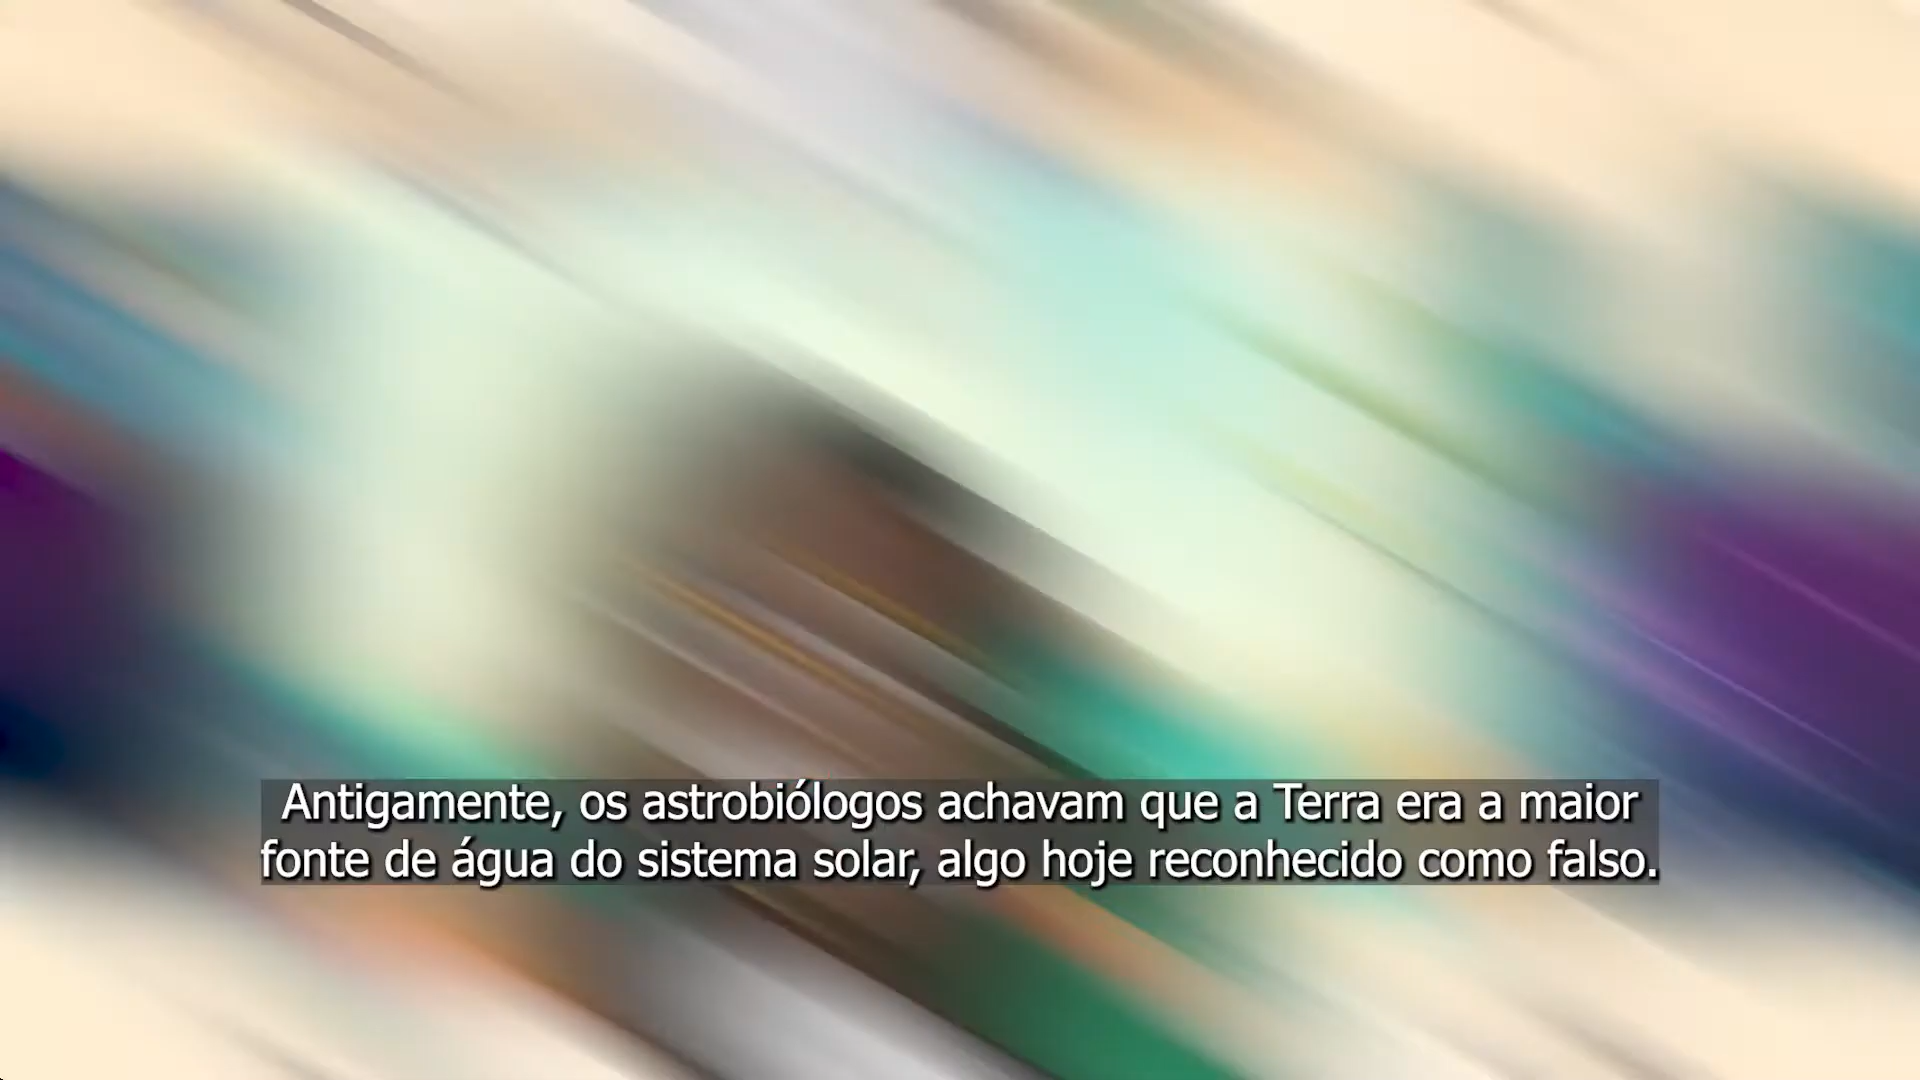 Antigamente, os astrobiólogos achavam que a Terra era a maior
fonte de água do sistema solar, algo hoje reconhecido como falso.